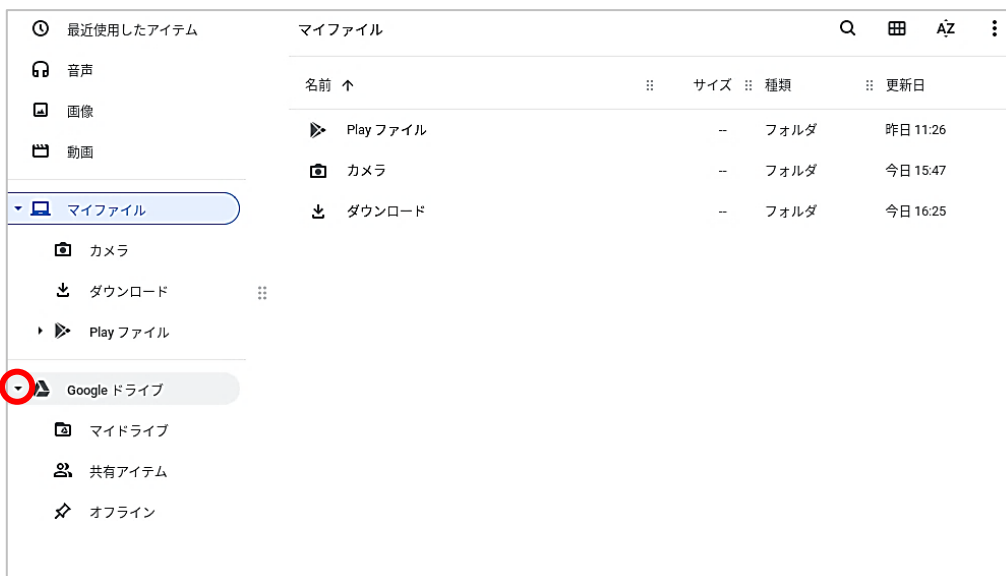 最近使用したアイテム
音声
画像
動画
マイファイル
カメラ
ダウンロード
Play ファイル
Google ドライブ
マイドライブ
共有アイテム
オフライン
マイファイル AZ
名前 サイズ 種類 更新日
Play ファイル -- フォルダ 昨日 11:26
カメラ -- フォルダ 今日 15:47
ダウンロード -- フォルダ 今日 16:25